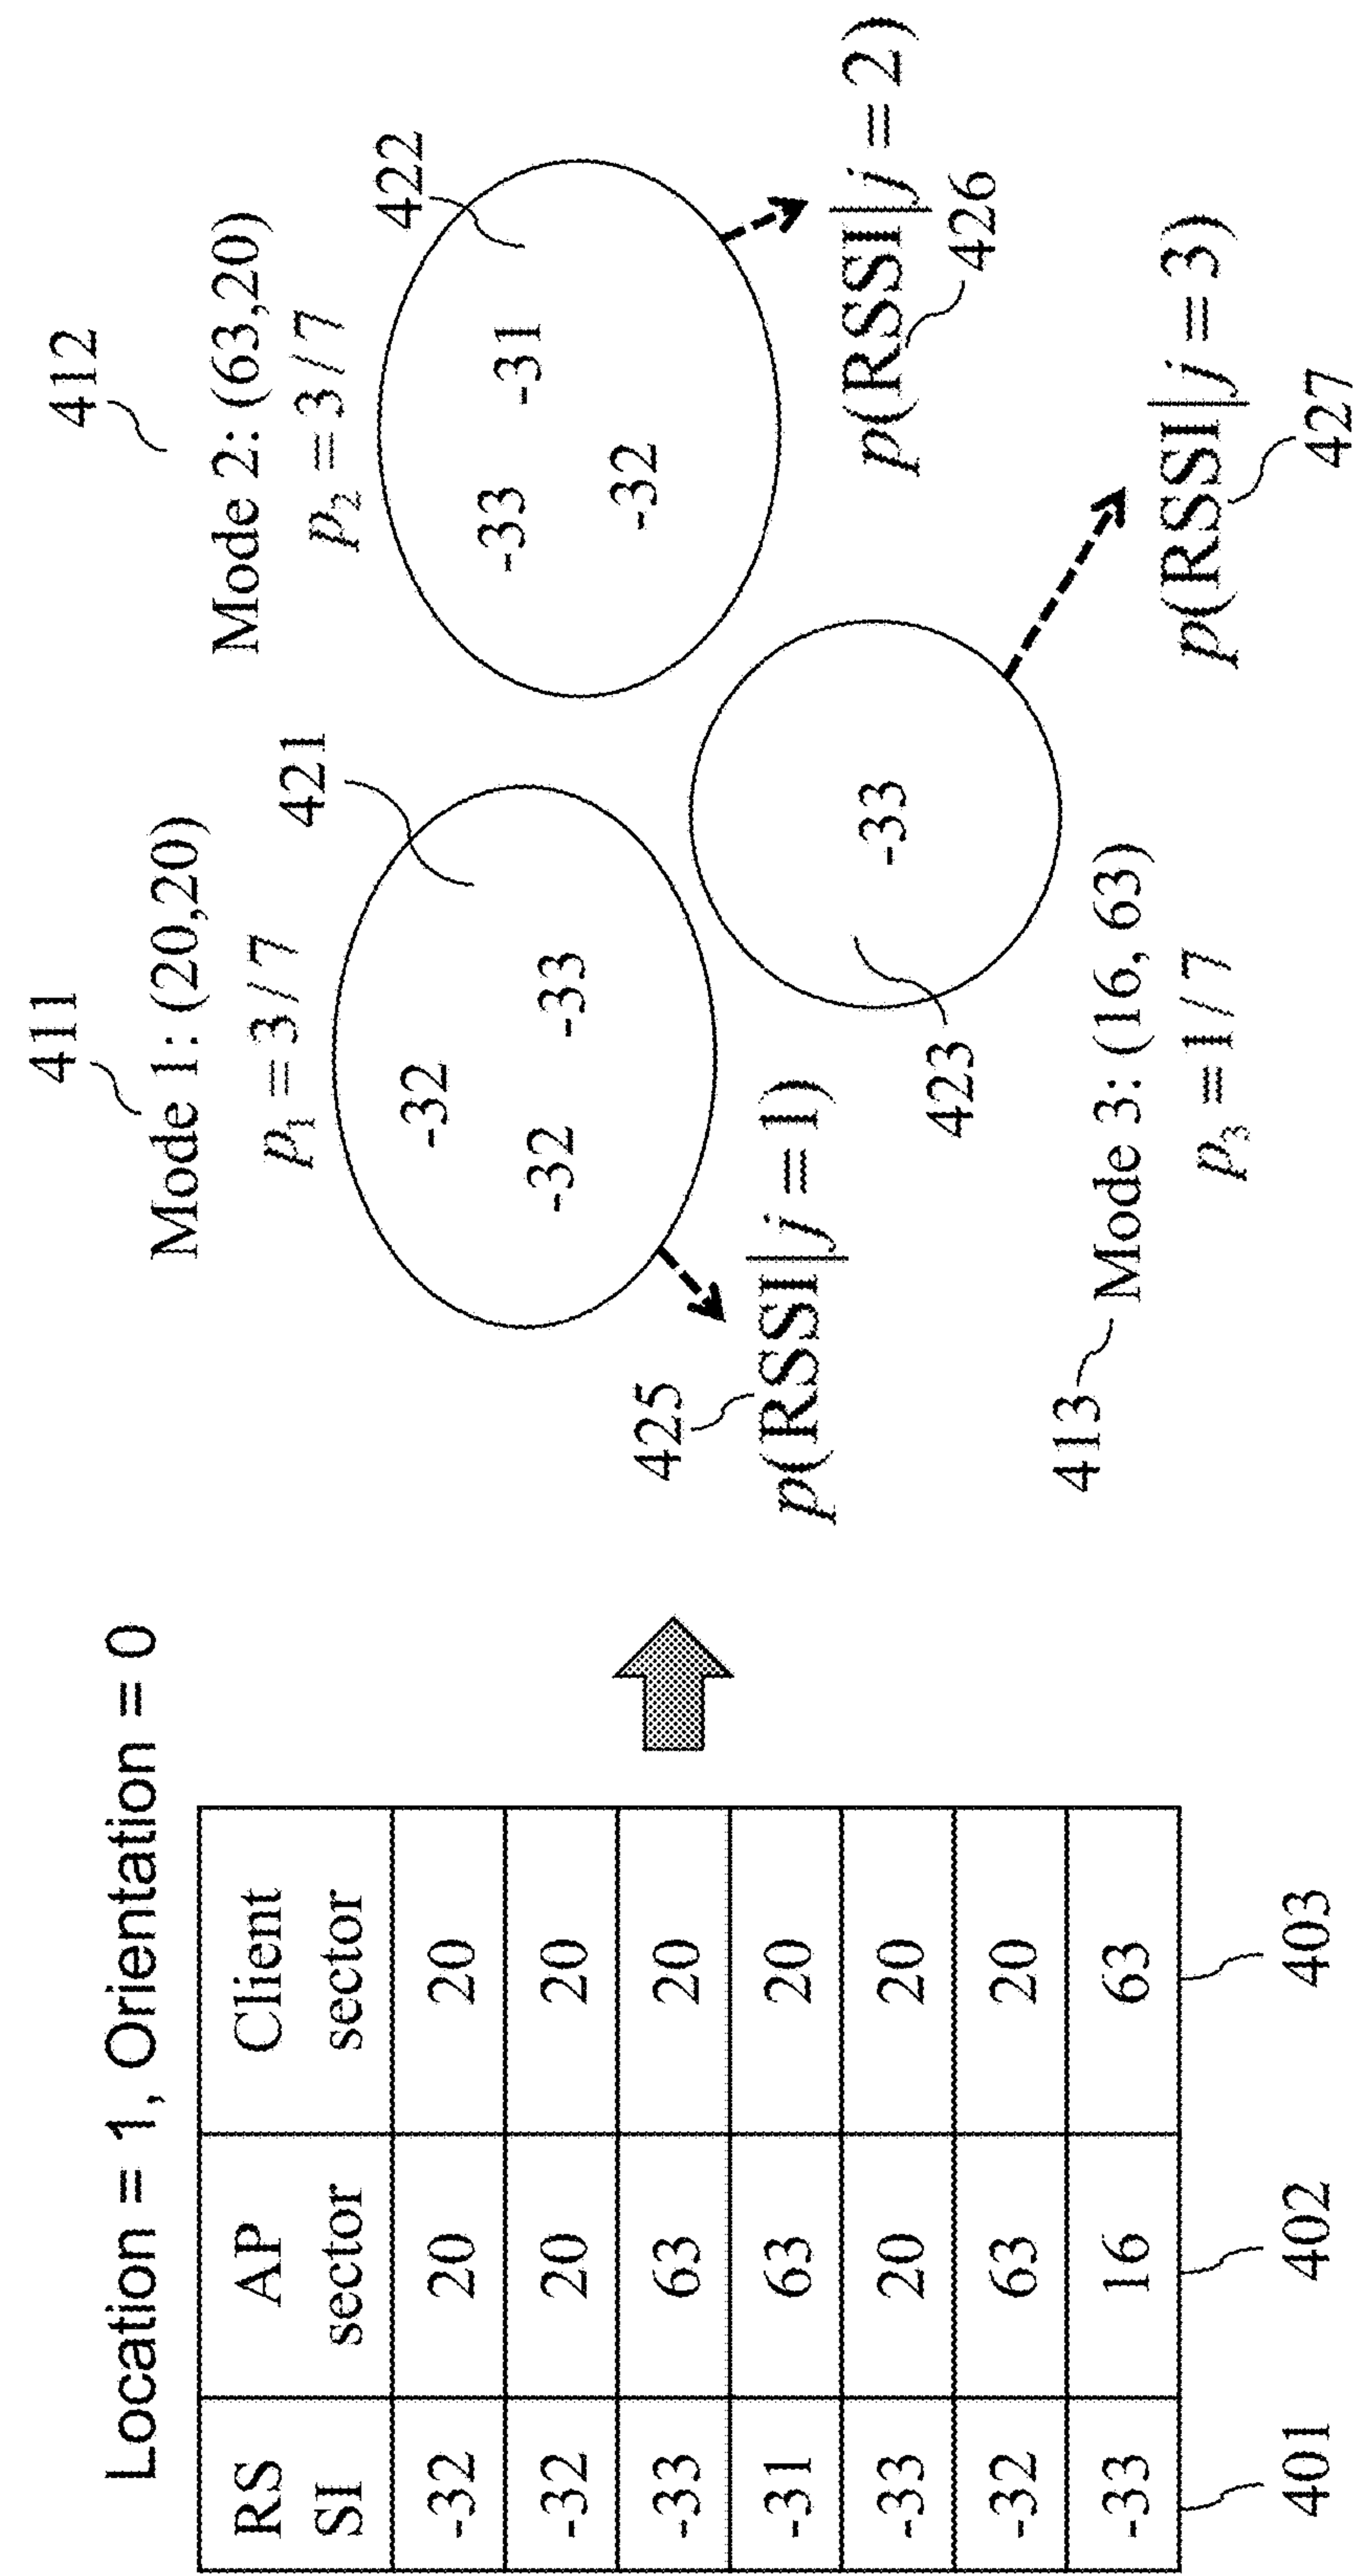 Location = 1, Orientation = 0
RS SI AP sector Client sector
-32 20 20
-32 20 20
-33 63 20
-31 63 20
-33 20 20
-32 63 20
-33 16 63
401 402 403
411
Mode 1: (20,20)
p₁ = 3/7
421
-32
-32 -33
425
p(RSSI|j = 1)
412
Mode 2: (63,20)
p₂ = 3/7
422
-33 -31
-32
p(RSSI|j = 2)
426
-33
423
413
Mode 3: (16, 63)
p₃ = 1/7
p(RSSI|j = 3)
427